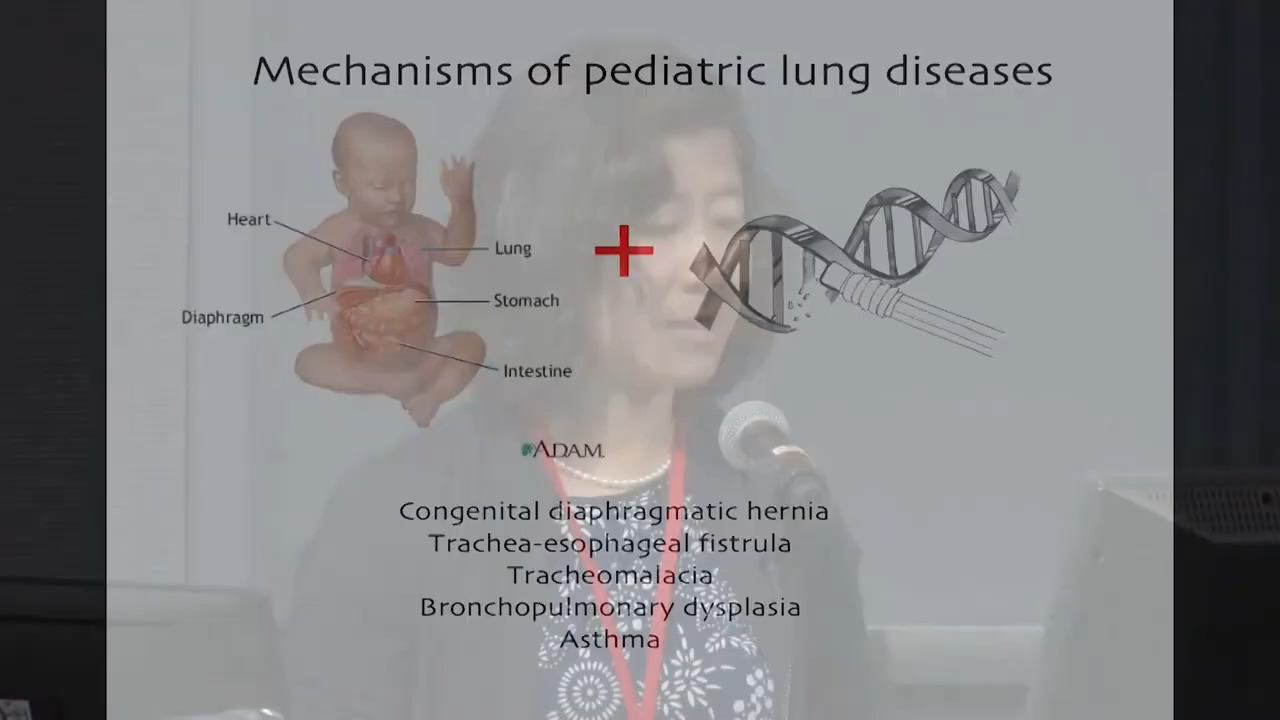 Mechanisms of pediatric lung diseases
Heart
Lung
Stomach
Diaphragm
Intestine
ADAM.
Congenital diaphragmatic hernia
Trachea-esophageal fistrula
Tracheomalacia
Bronchopulmonary dysplasia
Asthma